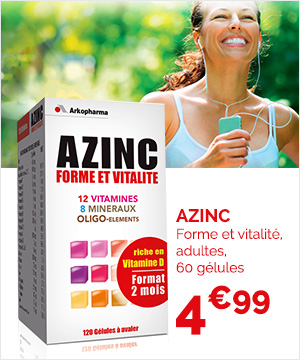 Arkopharma
AZINC
FORME ET VITALITE
12 VITAMINES
8 MINERAUX
OLIGO-ELEMENTS
riche en
Vitamine D
Format
2 mois
120 Gélules à avaler
AZINC
Forme et vitalité,
adultes,
60 gélules
4€99